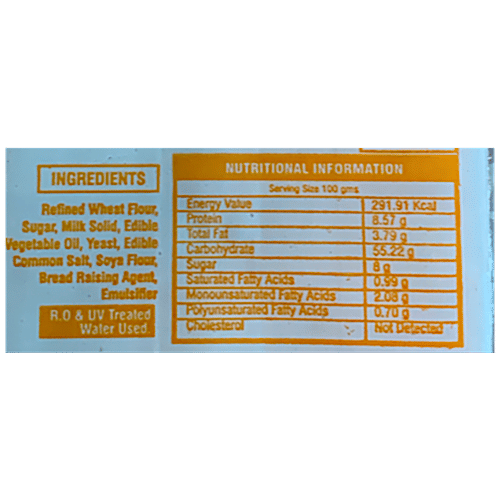 INGREDIENTS
Refined Wheat Flour,
Sugar, Milk Solid, Edible
Vegetable Oil, Yeast, Edible
Common Salt, Soya Flour,
Bread Raising Agent,
Emulsifier
R.O & UV Treated
Water Used.
NUTRITIONAL INFORMATION
Serving Size 100 gms
Energy Value 291.91 Kcal
Protein 8.57 g
Total Fat 3.79 g
Carbohydrate 55.22 g
Sugar 8 g
Saturated Fatty Acids 0.99 g
Monounsaturated Fatty Acids 2.08 g
Polyunsaturated Fatty Acids 0.70 g
Cholesterol Not Detected